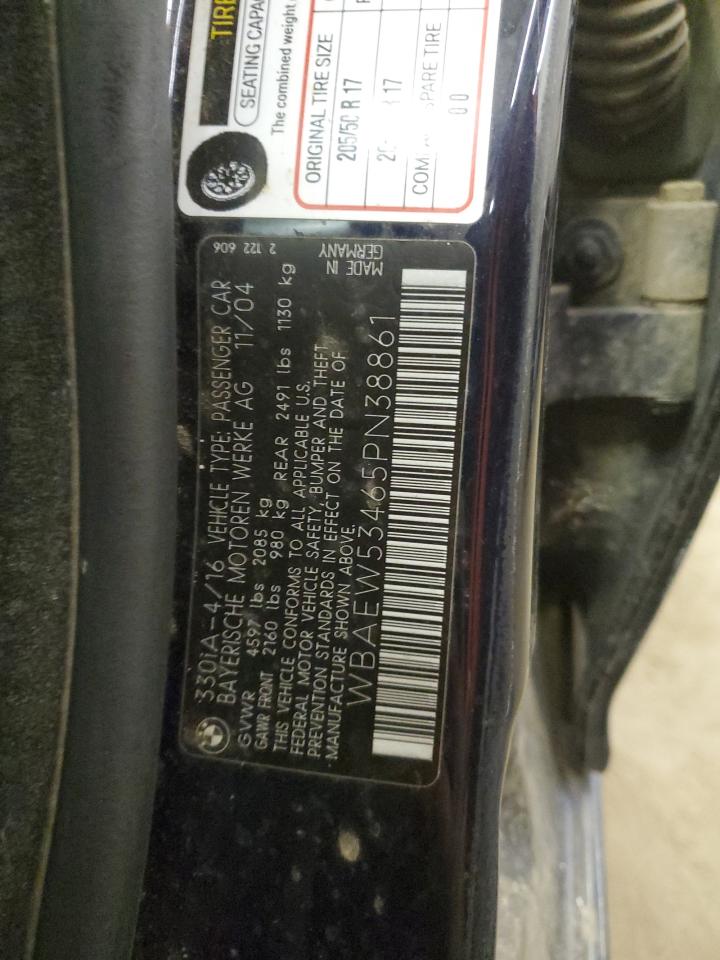 TIRE
SEATING CAPA
The combined weight
ORIGINAL TIRE SIZE
205/50 R 17
17
SPARE TIRE
0 0
330iA-4/16 VEHICLE TYPE: PASSENGER CAR
BAYERISCHE MOTOREN WERKE AG 11/04
GVWR 4597 lbs 2085 kg
GAWR FRONT 2160 lbs 980 kg REAR 2491 lbs 1130 kg
THIS VEHICLE CONFORMS TO ALL APPLICABLE U.S.
FEDERAL MOTOR VEHICLE SAFETY, BUMPER AND THEFT
PREVENTION STANDARDS IN EFFECT ON THE DATE OF
MANUFACTURE SHOWN ABOVE.
WBAEW53465PN38861
2 122 606
MADE IN
GERMANY